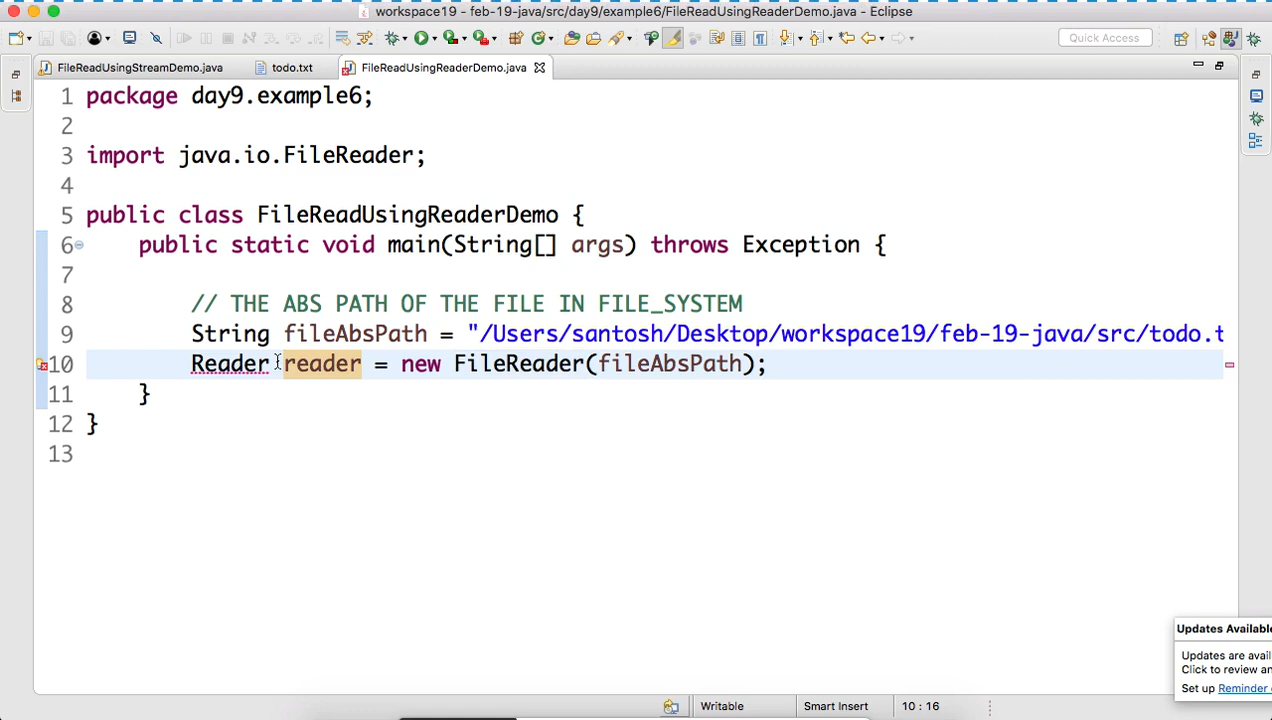 workspace19 - feb-19-java/src/day9/example6/FileReadUsingReaderDemo.java - Eclipse
Quick Access
FileReadUsingStreamDemo.java todo.txt FileReadUsingReaderDemo.java
1 package day9.example6;
2
3 import java.io.FileReader;
4
5 public class FileReadUsingReaderDemo {
6 public static void main(String[] args) throws Exception {
7
8 // THE ABS PATH OF THE FILE IN FILE_SYSTEM
9 String fileAbsPath = "/Users/santosh/Desktop/workspace19/feb-19-java/src/todo.t
10 Reader reader = new FileReader(fileAbsPath);
11 }
12 }
13
Updates Available
Updates are avail
Click to review an
Set up Reminder
Writable Smart Insert 10 : 16